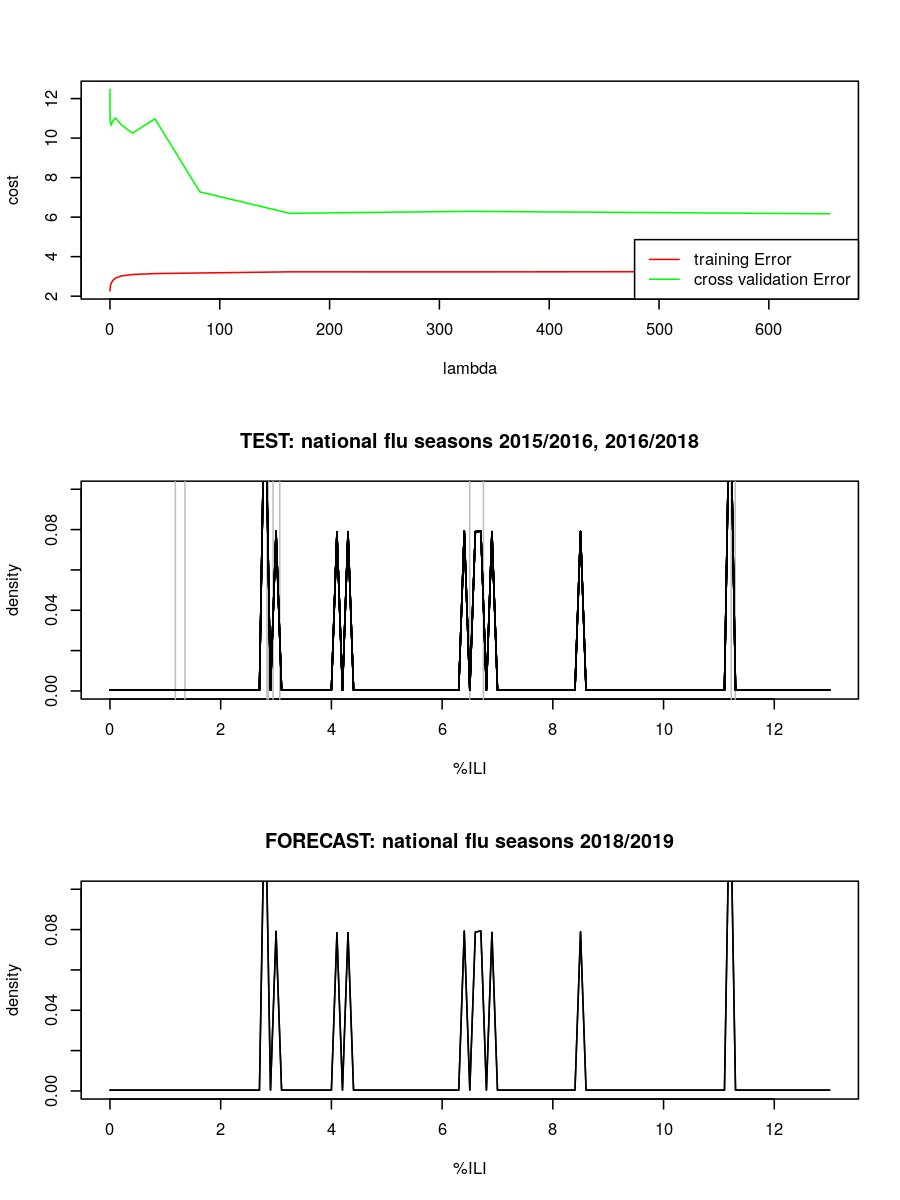 12
10
8
6
4
2
cost
training Error
cross validation Error
0 100 200 300 400 500 600
lambda
TEST: national flu seasons 2015/2016, 2016/2018
0.08
0.04
0.00
density
0 2 4 6 8 10 12
%ILI
FORECAST: national flu seasons 2018/2019
0.08
0.04
0.00
density
0 2 4 6 8 10 12
%ILI